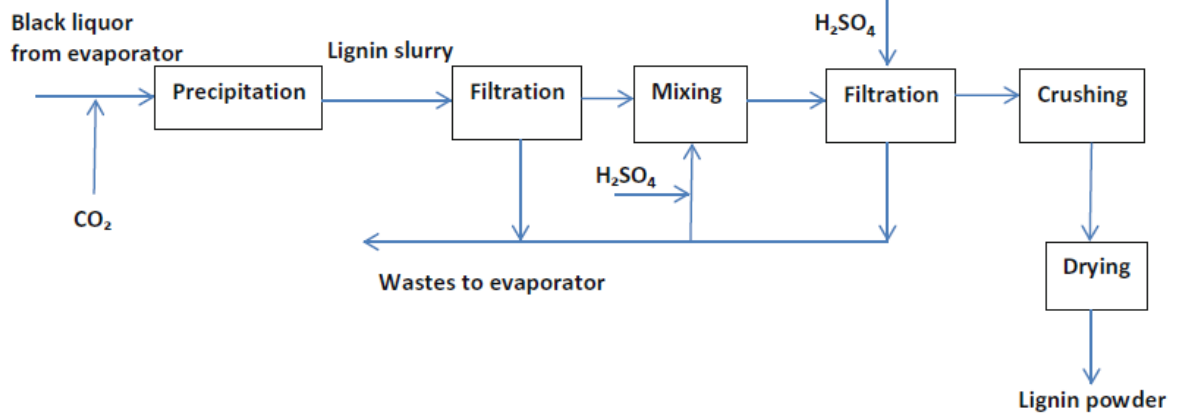 Black liquor
from evaporator
Lignin slurry
H₂SO₄
Precipitation
Filtration
Mixing
Filtration
Crushing
H₂SO₄
CO₂
Wastes to evaporator
Drying
Lignin powder